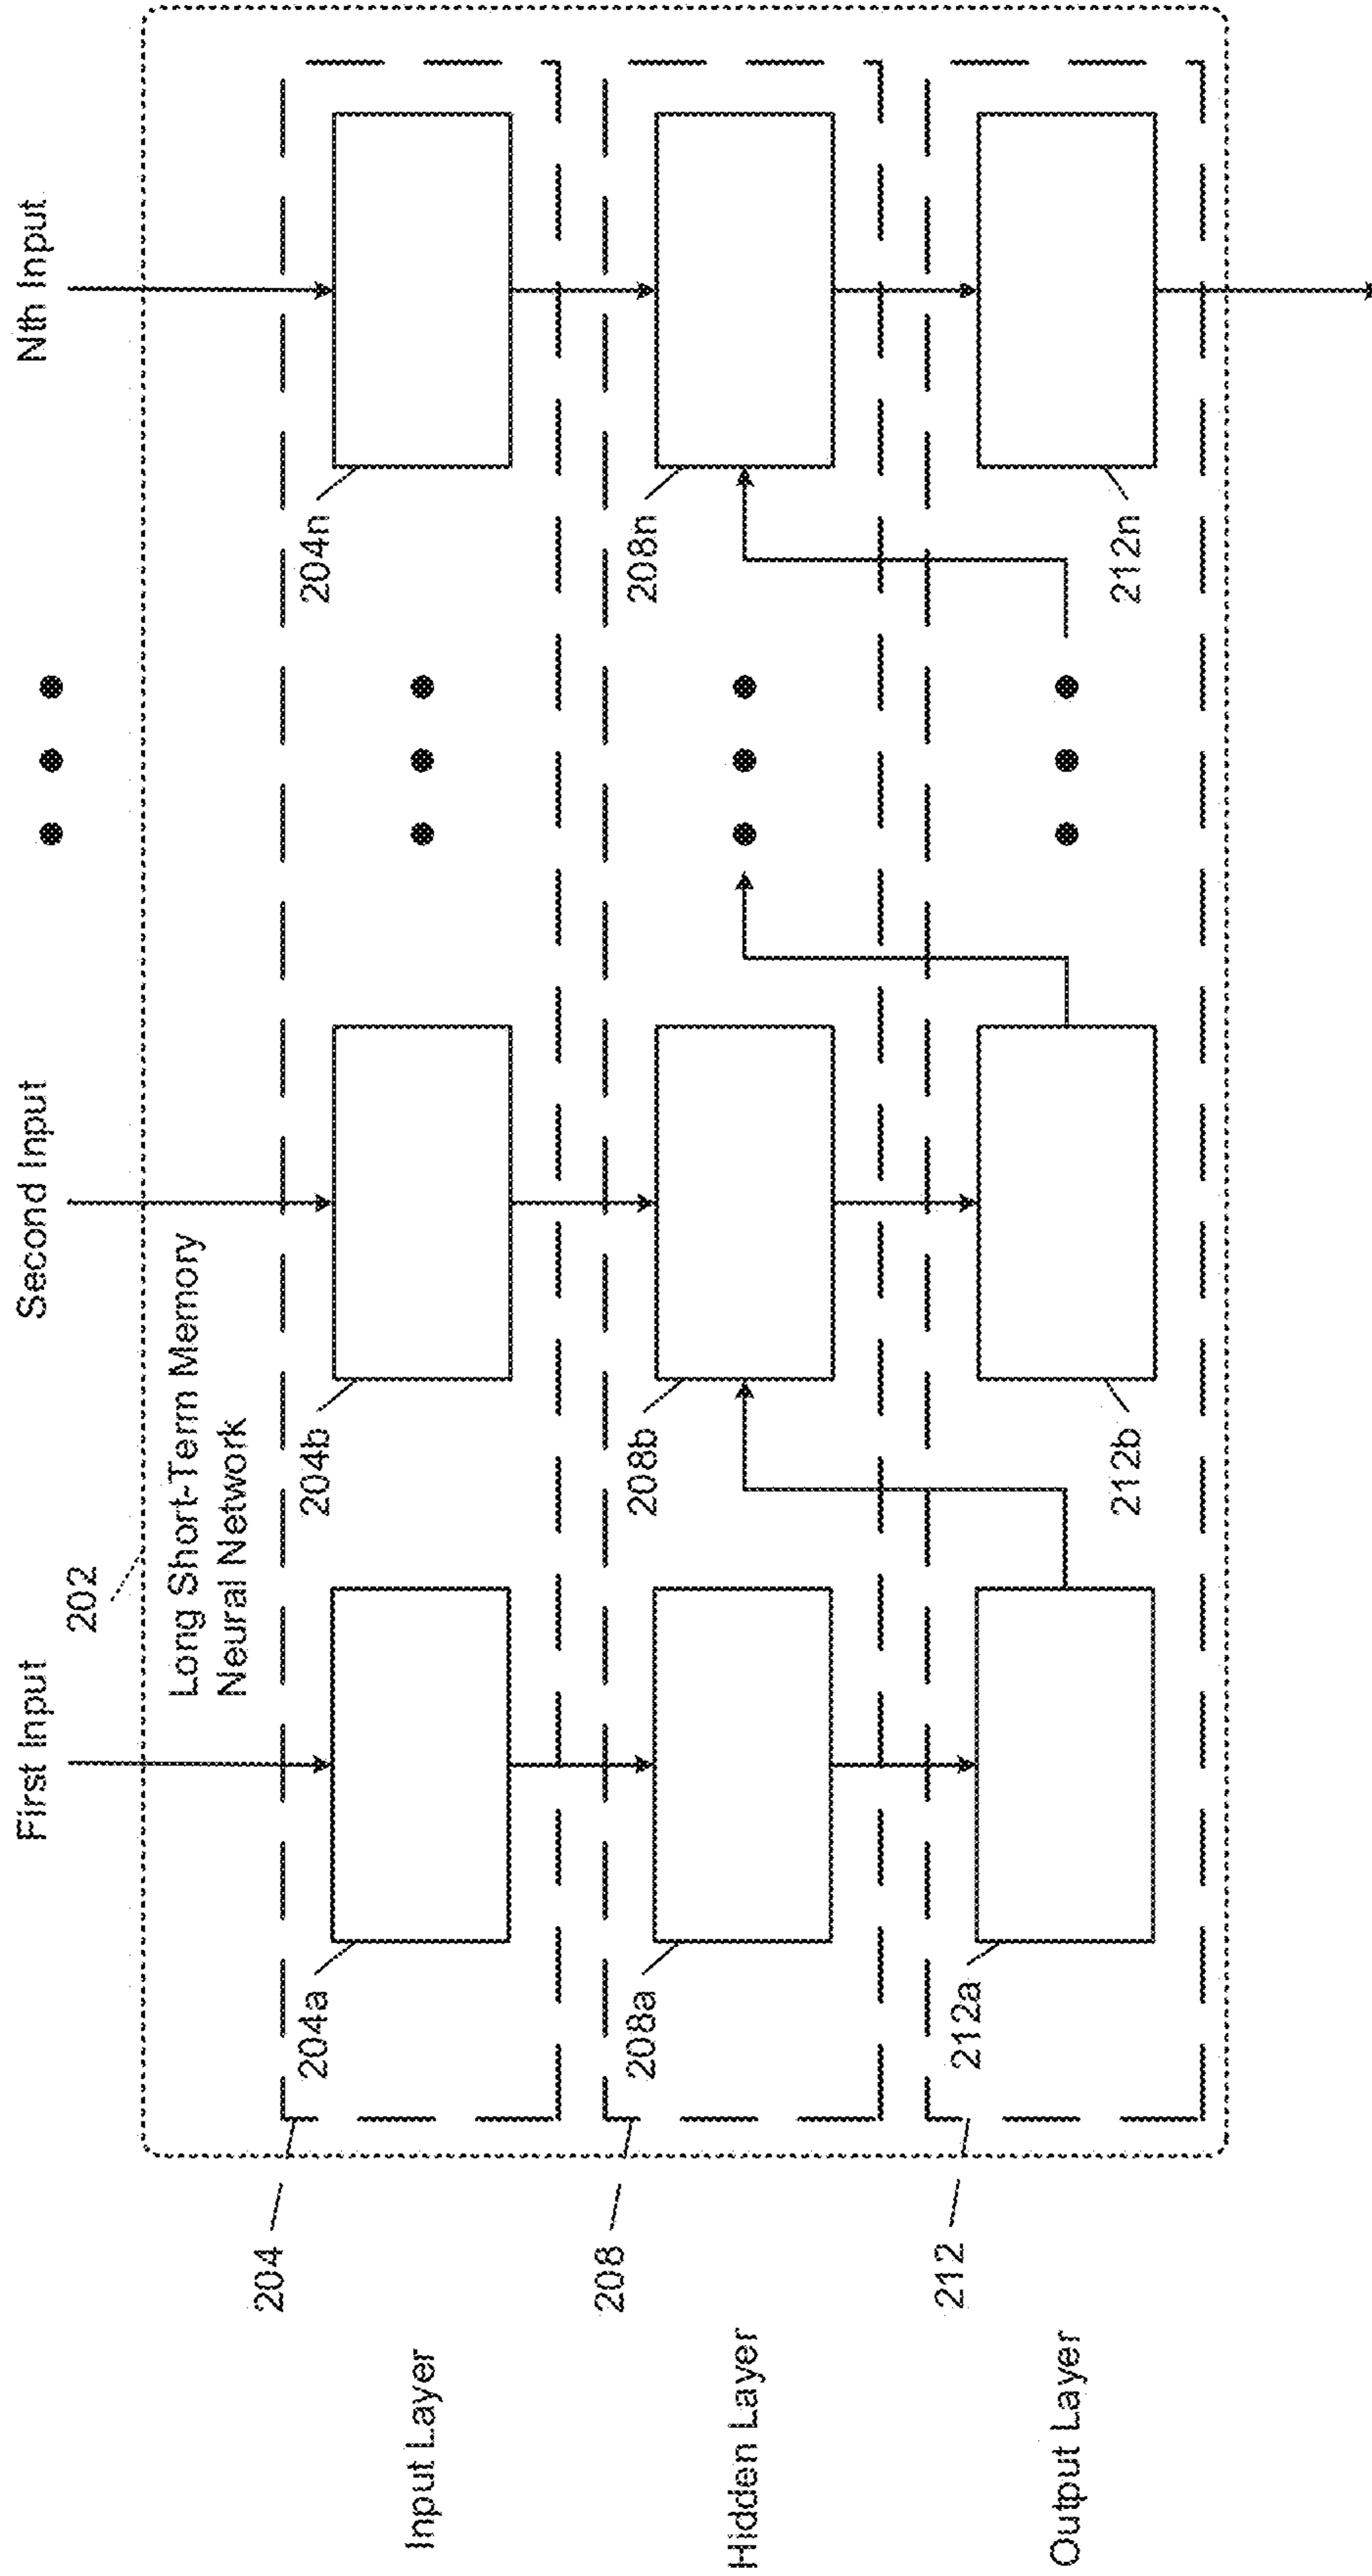 First Input
Second Input
Nth Input
202
Long Short-Term Memory
Neural Network
204
204a
204b
204n
Input Layer
208
208a
208b
208n
Hidden Layer
212
212a
212b
212n
Output Layer